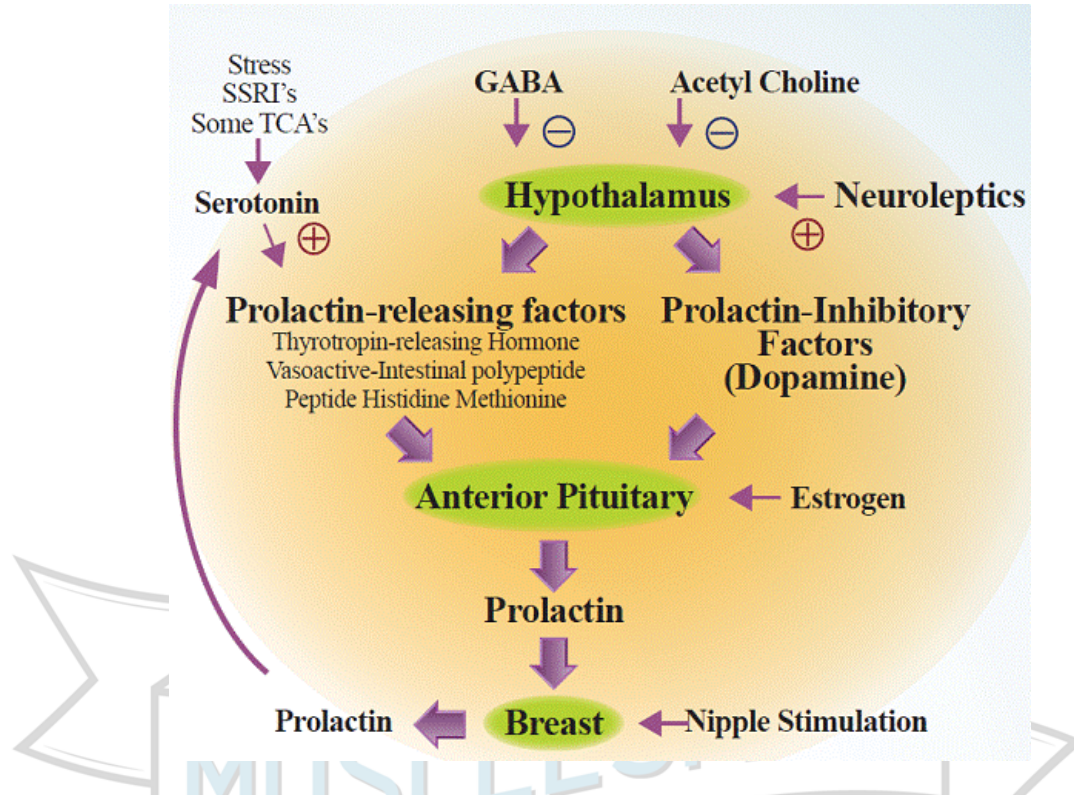 Stress
SSRI's
Some TCA's
GABA
Acetyl Choline
Serotonin
Hypothalamus
Neuroleptics
Prolactin-releasing factors
Thyrotropin-releasing Hormone
Vasoactive-Intestinal polypeptide
Peptide Histidine Methionine
Prolactin-Inhibitory
Factors
(Dopamine)
Anterior Pituitary
Estrogen
Prolactin
Prolactin
Breast
Nipple Stimulation